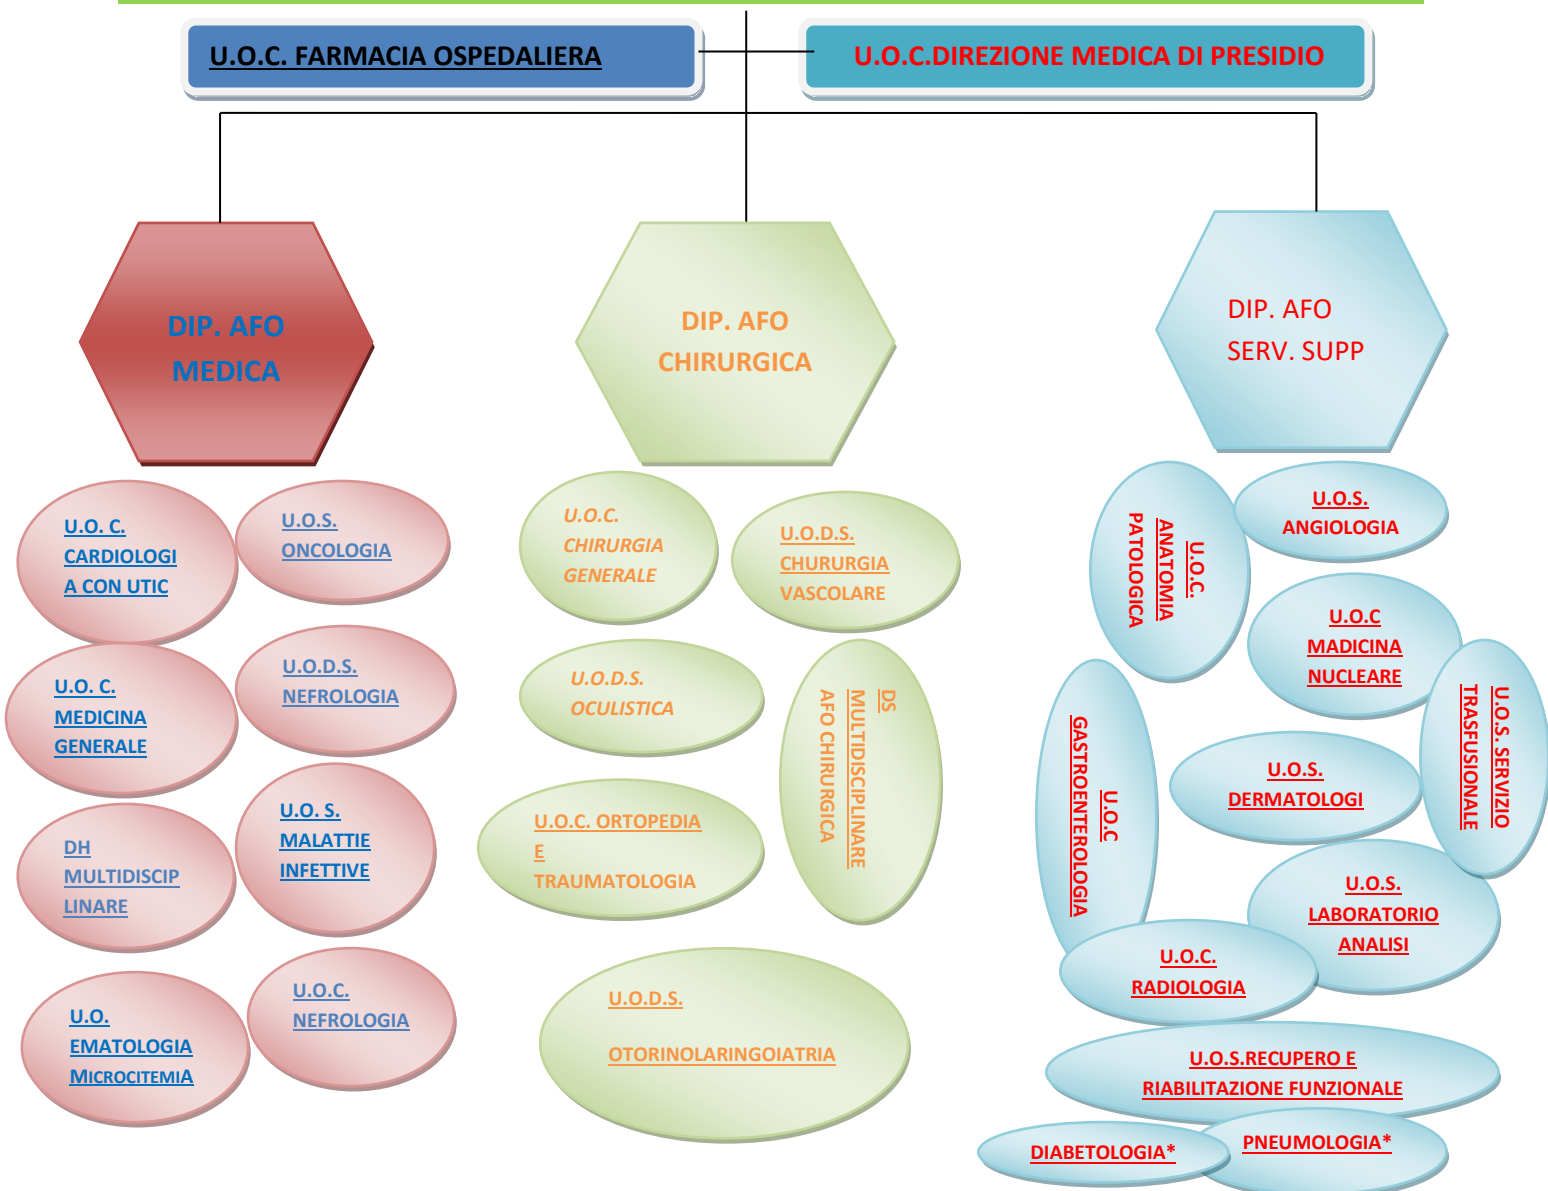 U.O.C. FARMACIA OSPEDALIERA
U.O.C.DIREZIONE MEDICA DI PRESIDIO
DIP. AFO
MEDICA
DIP. AFO
CHIRURGICA
DIP. AFO
SERV. SUPP
U.O. C.
CARDIOLOGI
A CON UTIC
U.O.S.
ONCOLOGIA
U.O. C.
MEDICINA
GENERALE
U.O.D.S.
NEFROLOGIA
DH
MULTIDISCIP
LINARE
U.O. S.
MALATTIE
INFETTIVE
U.O.
EMATOLOGIA
MICROCITEMIA
U.O.C.
NEFROLOGIA
U.O.C.
CHIRURGIA
GENERALE
U.O.D.S.
CHURURGIA
VASCOLARE
U.O.D.S.
OCULISTICA
DS
MULTIDISCIPLINARE
AFO CHIRURGICA
U.O.C. ORTOPEDIA
E
TRAUMATOLOGIA
U.O.D.S.
OTORINOLARINGOIATRIA
U.O.C.
ANATOMIA
PATOLOGICA
U.O.S.
ANGIOLOGIA
U.O.C
MADICINA
NUCLEARE
U.O.S. SERVIZIO
TRASFUSIONALE
U.O.C
GASTROENTEROLOGIA
U.O.S.
DERMATOLOGI
U.O.S.
LABORATORIO
ANALISI
U.O.C.
RADIOLOGIA
U.O.S.RECUPERO E
RIABILITAZIONE FUNZIONALE
DIABETOLOGIA*
PNEUMOLOGIA*